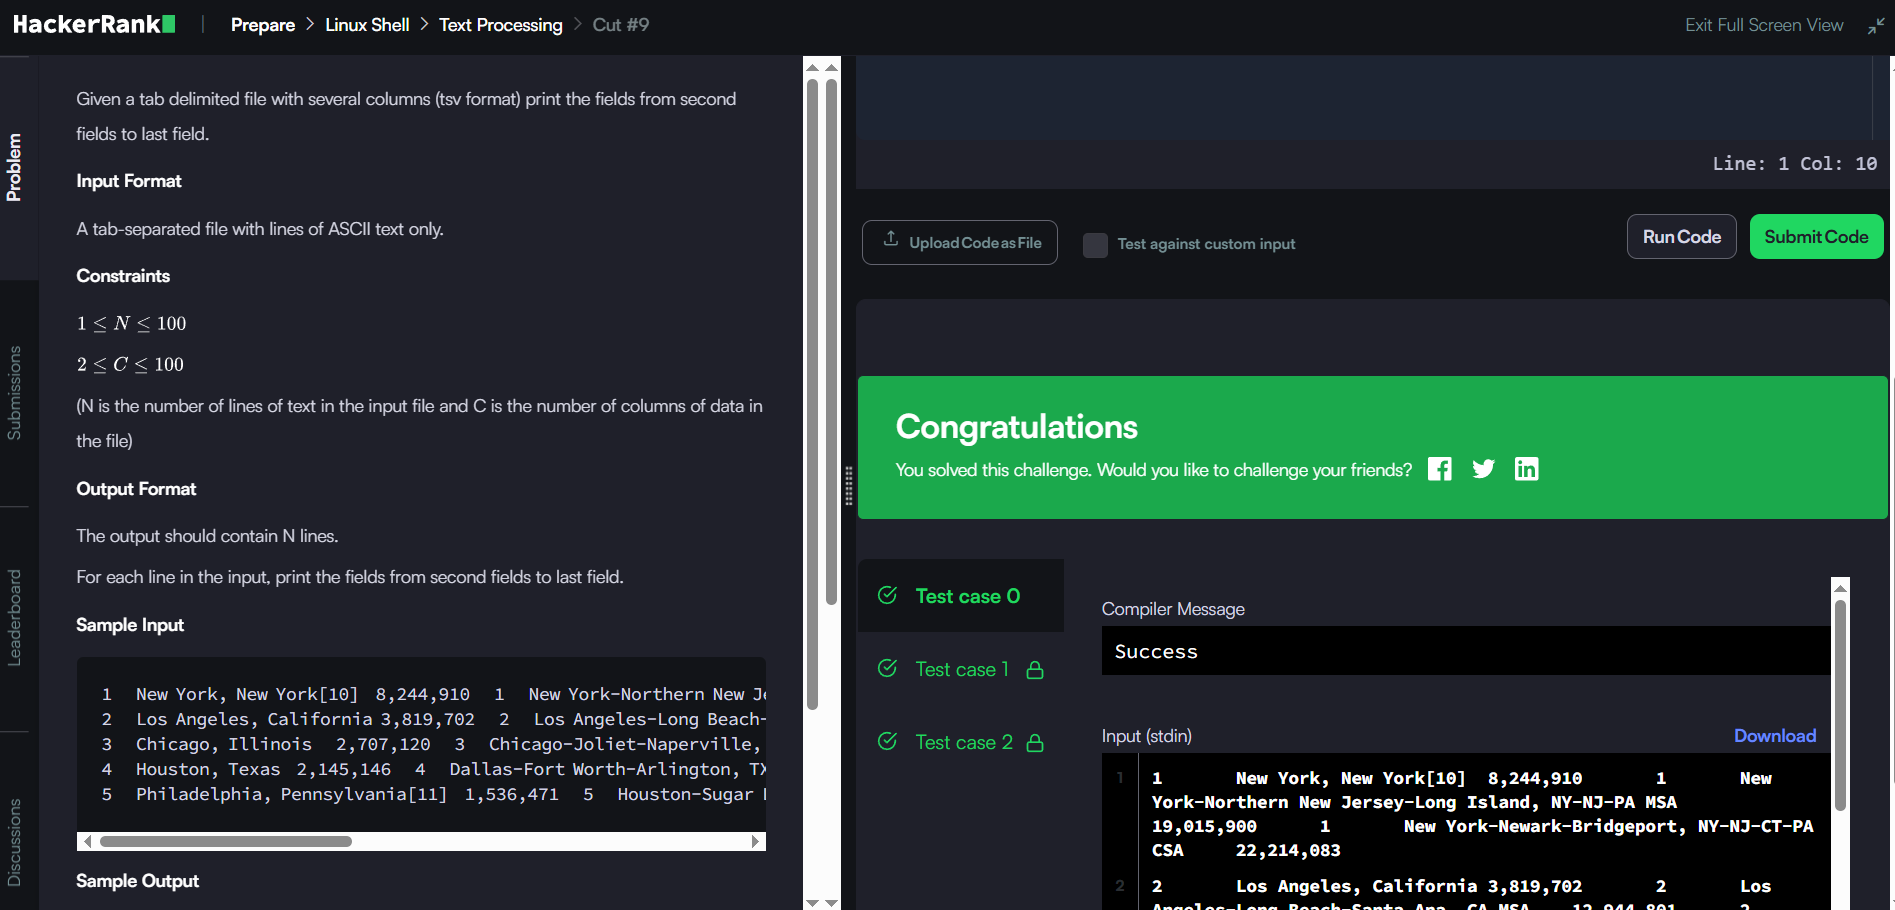 HackerRank
Prepare > Linux Shell > Text Processing > Cut #9
Exit Full Screen View
Problem
Submissions
Leaderboard
Discussions
Given a tab delimited file with several columns (tsv format) print the fields from second
fields to last field.
Input Format
A tab-separated file with lines of ASCII text only.
Constraints
1 ≤ N ≤ 100
2 ≤ C ≤ 100
(N is the number of lines of text in the input file and C is the number of columns of data in
the file)
Output Format
The output should contain N lines.
For each line in the input, print the fields from second fields to last field.
Sample Input
1 New York, New York[10] 8,244,910 1 New York-Northern New
2 Los Angeles, California 3,819,702 2 Los Angeles-Long Beach-
3 Chicago, Illinois 2,707,120 3 Chicago-Joliet-Naperville,
4 Houston, Texas 2,145,146 4 Dallas-Fort Worth-Arlington, TX
5 Philadelphia, Pennsylvania[11] 1,536,471 5 Houston-Sugar
Sample Output
Line: 1 Col: 10
Upload Code as File
Test against custom input
Run Code
Submit Code
Congratulations
You solved this challenge. Would you like to challenge your friends?
Test case 0
Test case 1
Test case 2
Compiler Message
Success
Input (stdin)
Download
1 1 New York, New York[10] 8,244,910 1 New
York-Northern New Jersey-Long Island, NY-NJ-PA MSA
19,015,900 1 New York-Newark-Bridgeport, NY-NJ-CT-PA
CSA 22,214,083
2 2 Los Angeles, California 3,819,702 2 Los
Angeles-Long Beach-Santa Ana, CA MSA 12,944,801 2